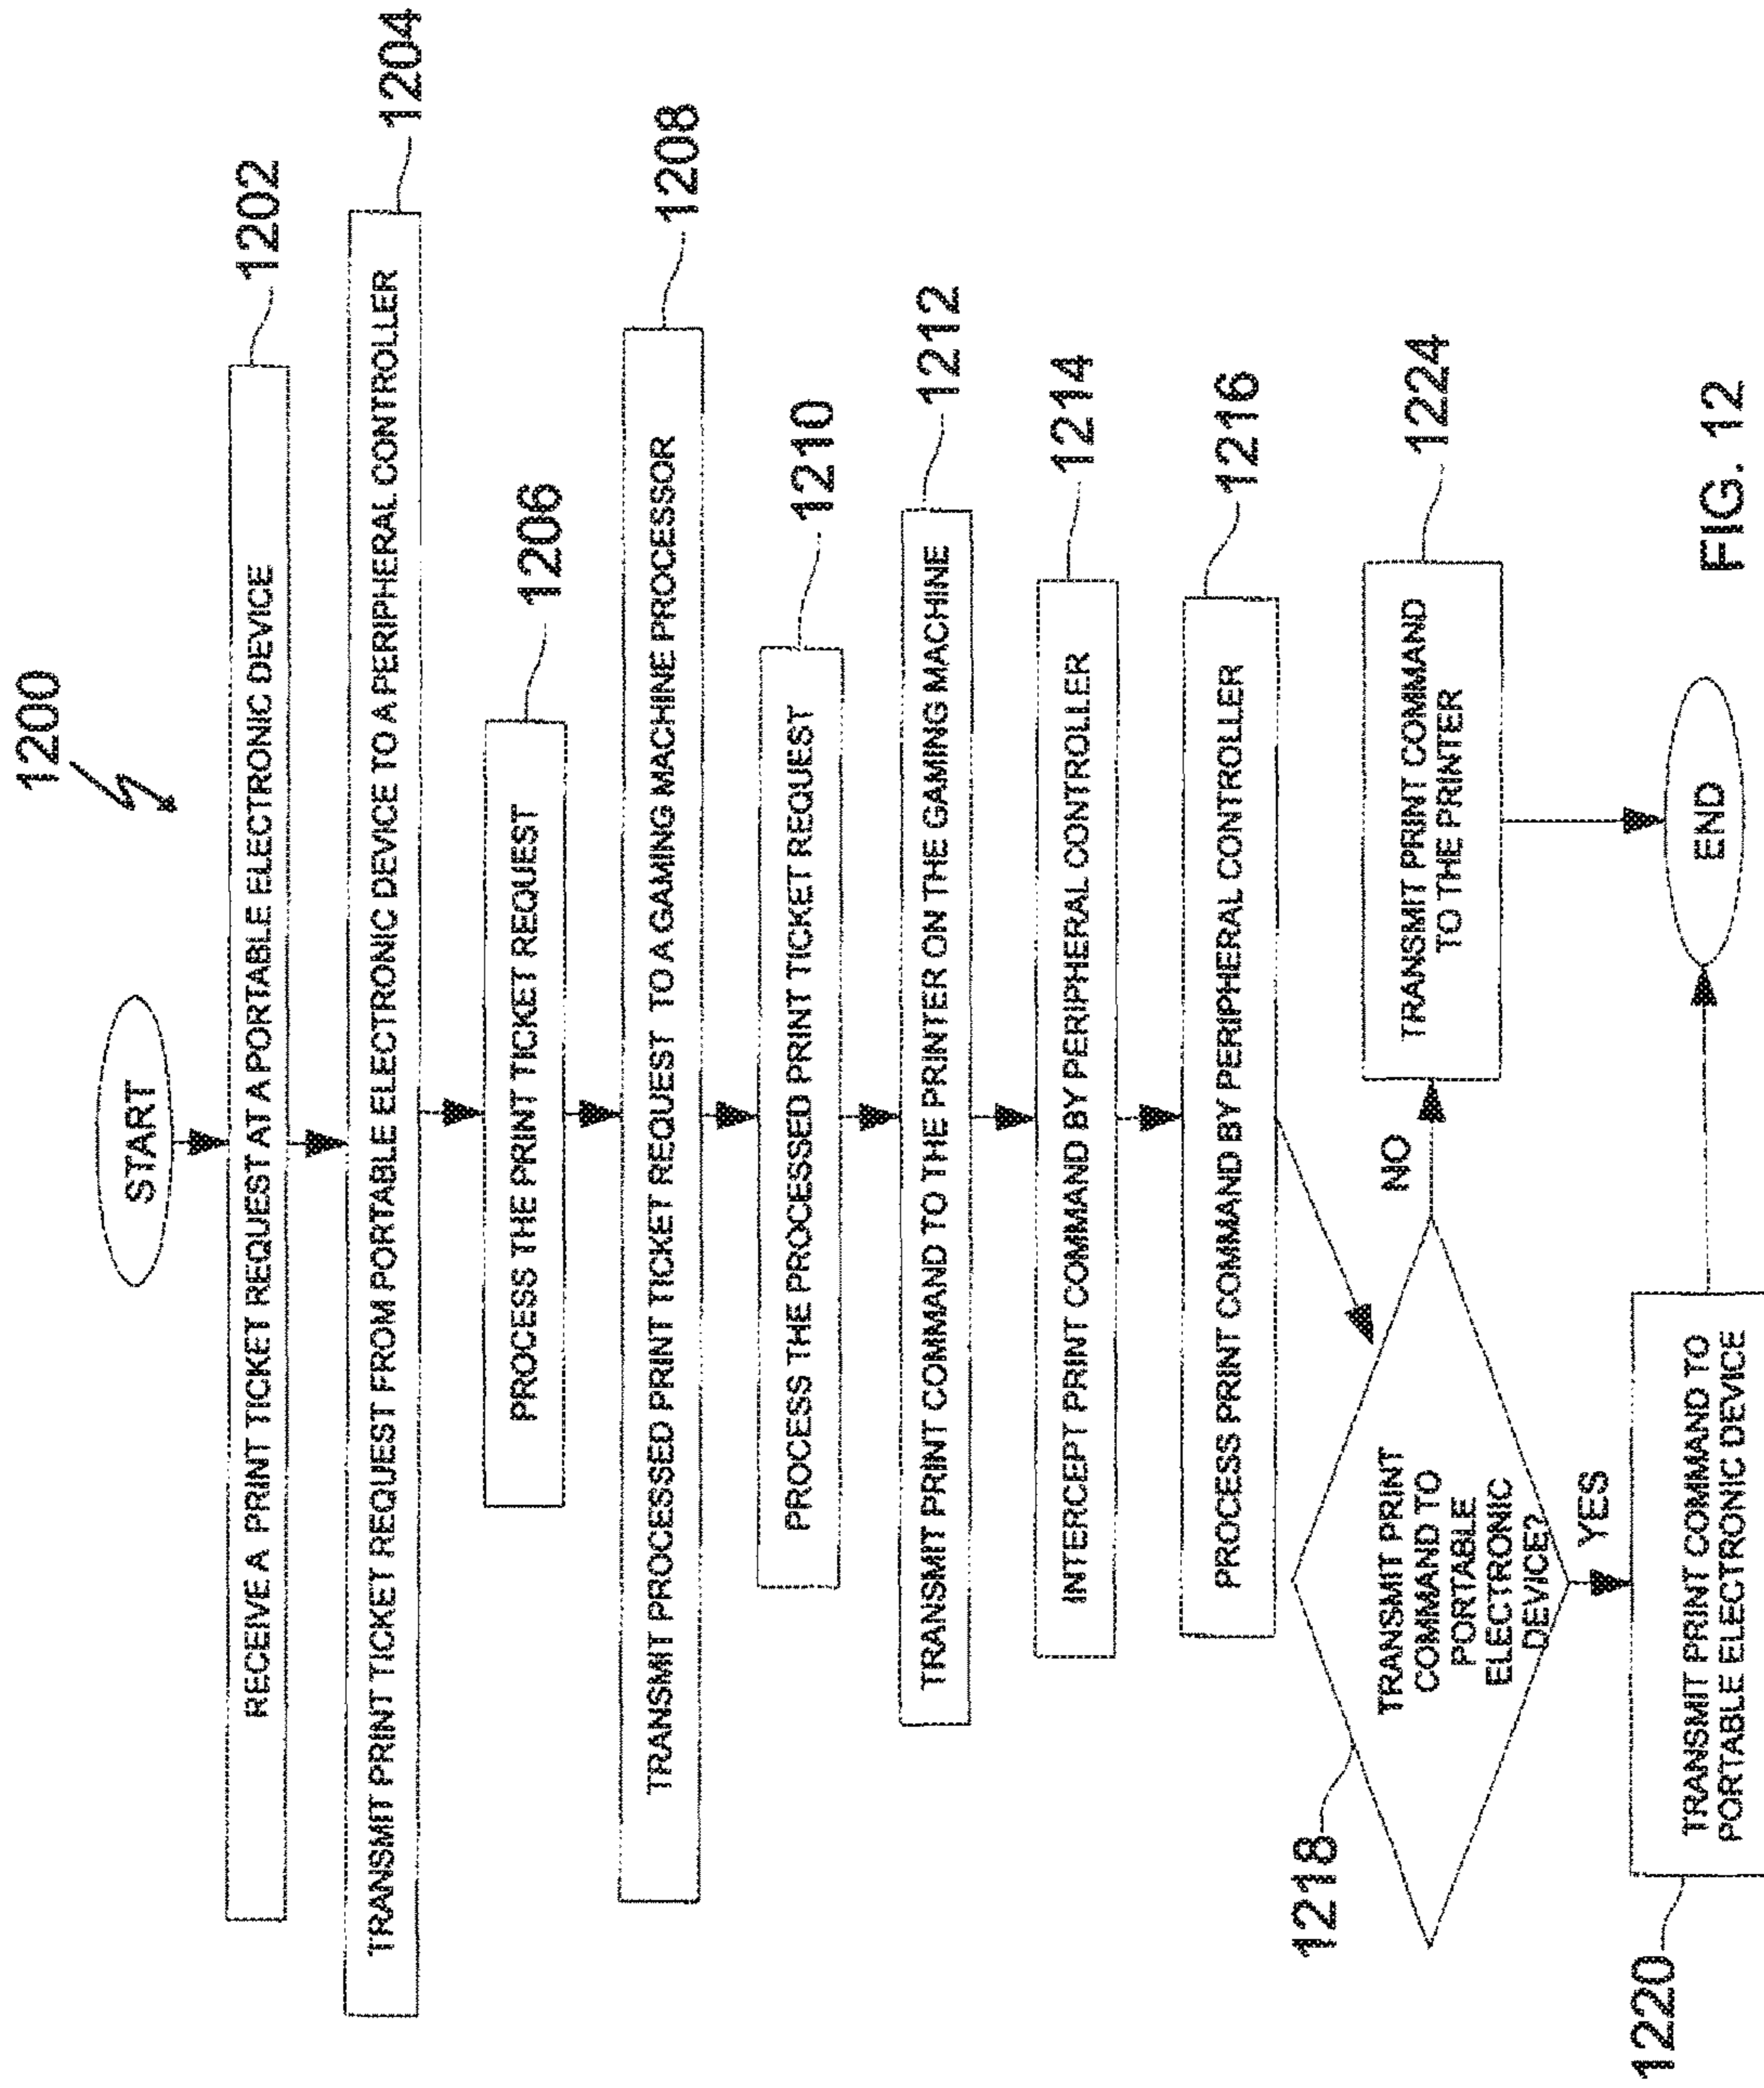 1200
START
RECEIVE A PRINT TICKET REQUEST AT A PORTABLE ELECTRONIC DEVICE
1202
TRANSMIT PRINT TICKET REQUEST FROM PORTABLE ELECTRONIC DEVICE TO A PERIPHERAL CONTROLLER
1204
PROCESS THE PRINT TICKET REQUEST
1206
TRANSMIT PROCESSED PRINT TICKET REQUEST TO A GAMING MACHINE PROCESSOR
1208
PROCESS THE PROCESSED PRINT TICKET REQUEST
1210
TRANSMIT PRINT COMMAND TO THE PRINTER ON THE GAMING MACHINE
1212
INTERCEPT PRINT COMMAND BY PERIPHERAL CONTROLLER
1214
PROCESS PRINT COMMAND BY PERIPHERAL CONTROLLER
1216
1218
TRANSMIT PRINT
COMMAND TO
PORTABLE
ELECTRONIC
DEVICE?
NO
TRANSMIT PRINT COMMAND
TO THE PRINTER
1224
YES
1220
TRANSMIT PRINT COMMAND TO
PORTABLE ELECTRONIC DEVICE
END
FIG. 12